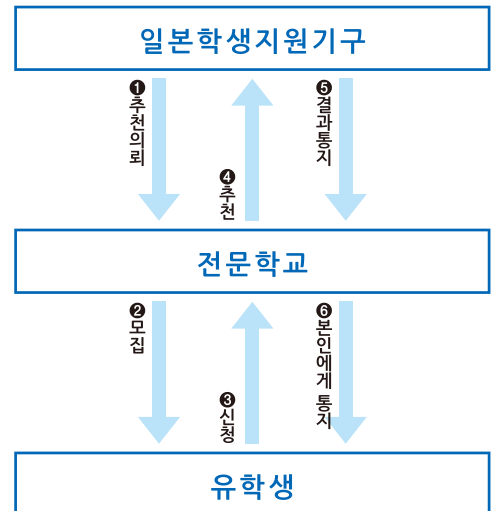 일본학생지원기구
❶추천의뢰
❹추천
❺결과통지
전문학교
❷모집
❸신청
❻본인에게 통지
유학생